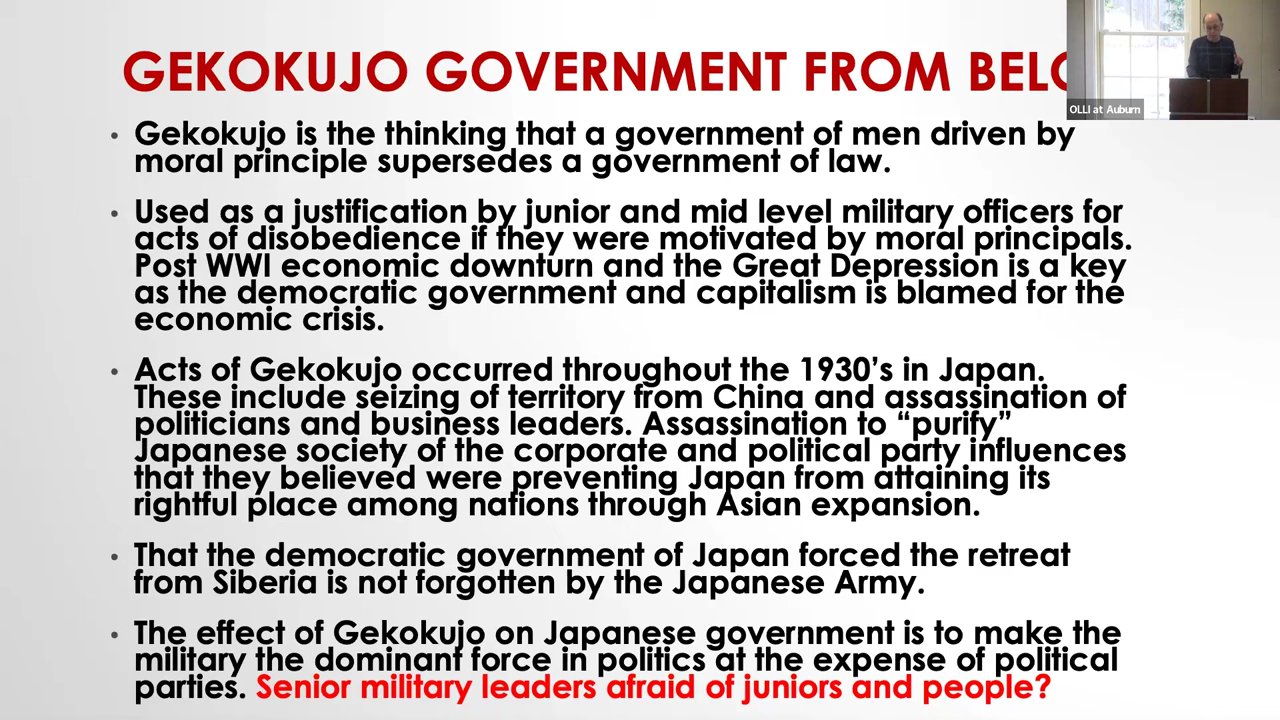 GEKOKUJO GOVERNMENT FROM
OLLI at Auburn
• Gekokujo is the thinking that a government of men driven by
moral principle supersedes a government of law.
• Used as a justification by junior and mid level military officers for
acts of disobedience if they were motivated by moral principals.
Post WWI economic downturn and the Great Depression is a key
as the democratic government and capitalism is blamed for the
economic crisis.
• Acts of Gekokujo occurred throughout the 1930’s in Japan.
These include seizing of territory from China and assassination of
politicians and business leaders. Assassination to “purify”
Japanese society of the corporate and political party influences
that they believed were preventing Japan from attaining its
rightful place among nations through Asian expansion.
• That the democratic government of Japan forced the retreat
from Siberia is not forgotten by the Japanese Army.
• The effect of Gekokujo on Japanese government is to make the
military the dominant force in politics at the expense of political
parties. Senior military leaders afraid of juniors and people?